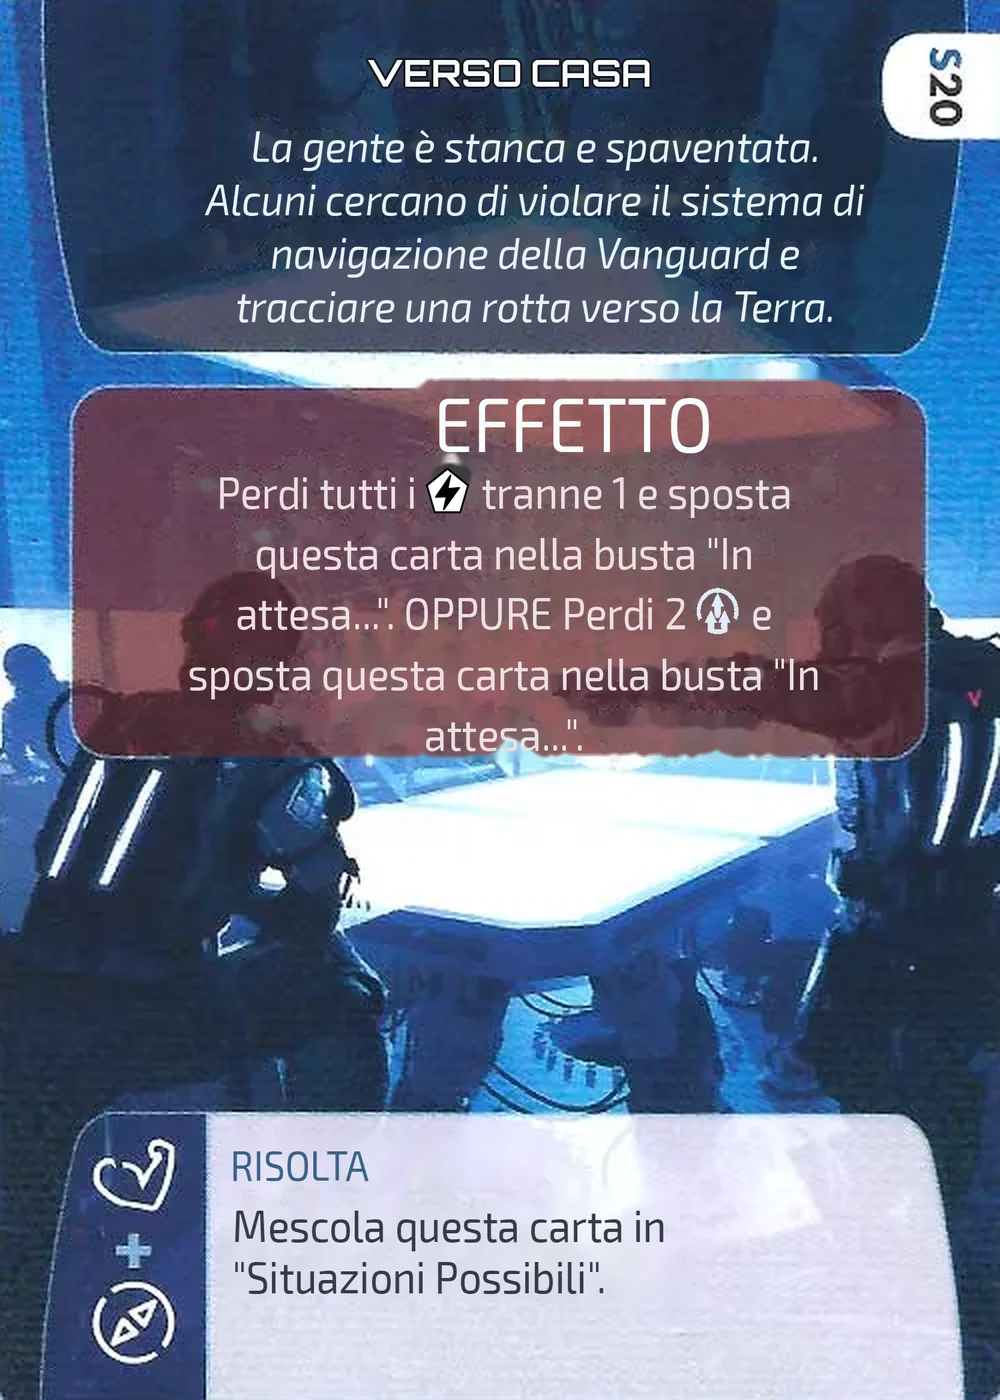 VERSO CASA
S20
La gente è stanca e spaventata.
Alcuni cercano di violare il sistema di
navigazione della Vanguard e
tracciare una rotta verso la Terra.
EFFETTO
Perdi tutti i tranne 1 e sposta
questa carta nella busta "In
attesa...". OPPURE Perdi 2 e
sposta questa carta nella busta "In
attesa...".
RISOLTA
Mescola questa carta in
"Situazioni Possibili".